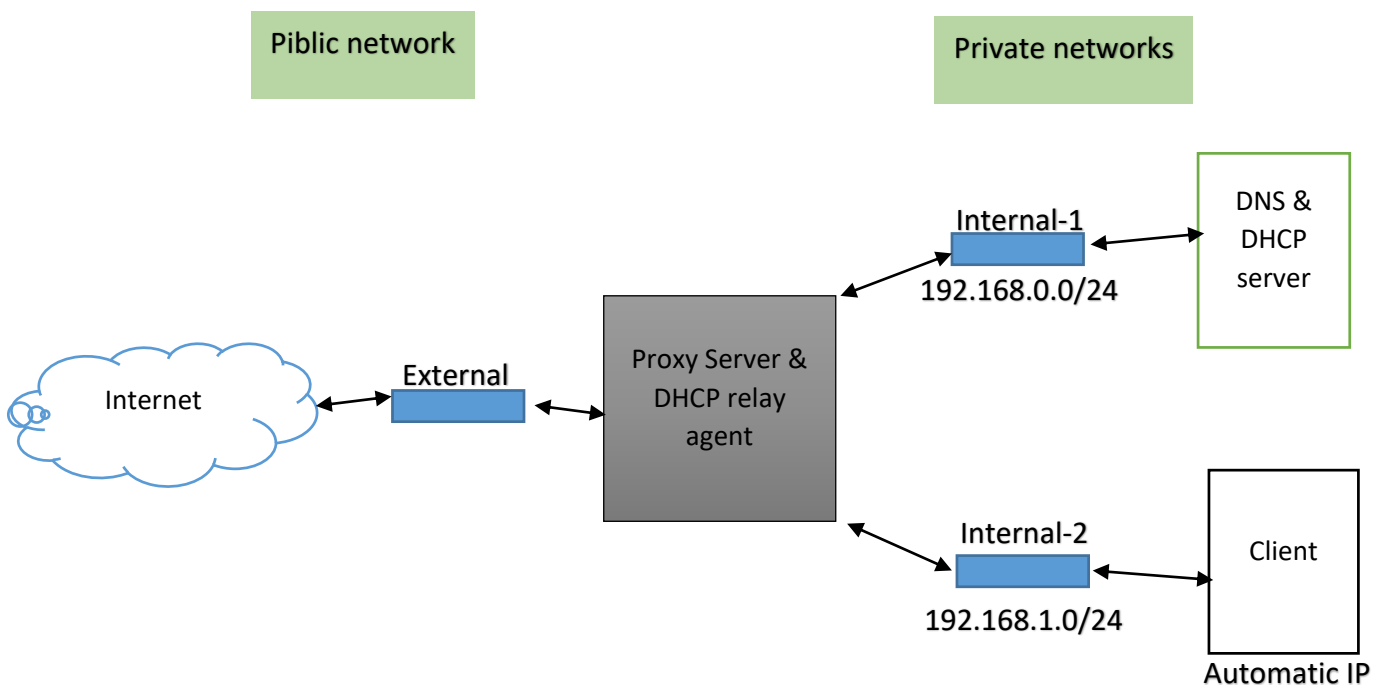 Piblic network
Private networks
Internal-1
192.168.0.0/24
DNS &
DHCP
server
Internet
External
Proxy Server &
DHCP relay
agent
Internal-2
192.168.1.0/24
Client
Automatic IP